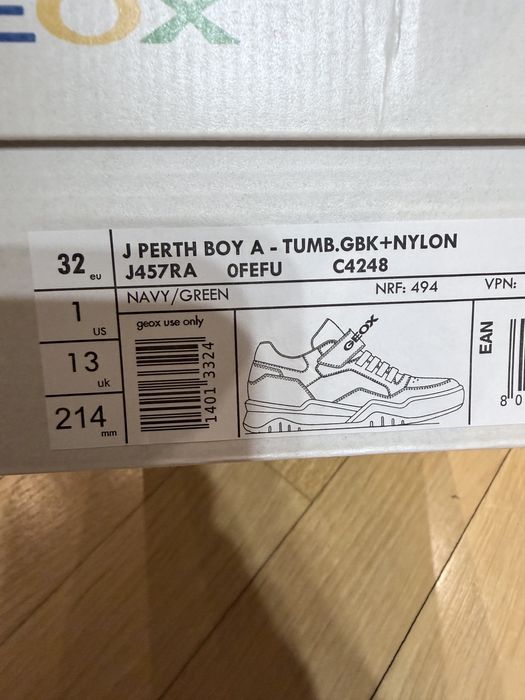 GEOX
32 eu
1 US
13 uk
214 mm
J PERTH BOY A - TUMB.GBK+NYLON
J457RA 0FEFU C4248
NAVY/GREEN NRF: 494 VPN:
geox use only
1401 3324
GEOX
EAN
8 0